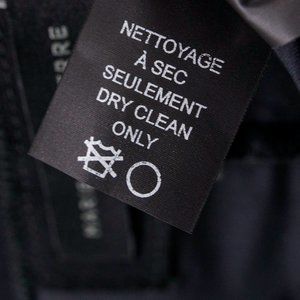 NETTOYAGE
À SEC
SEULEMENT
DRY CLEAN
ONLY